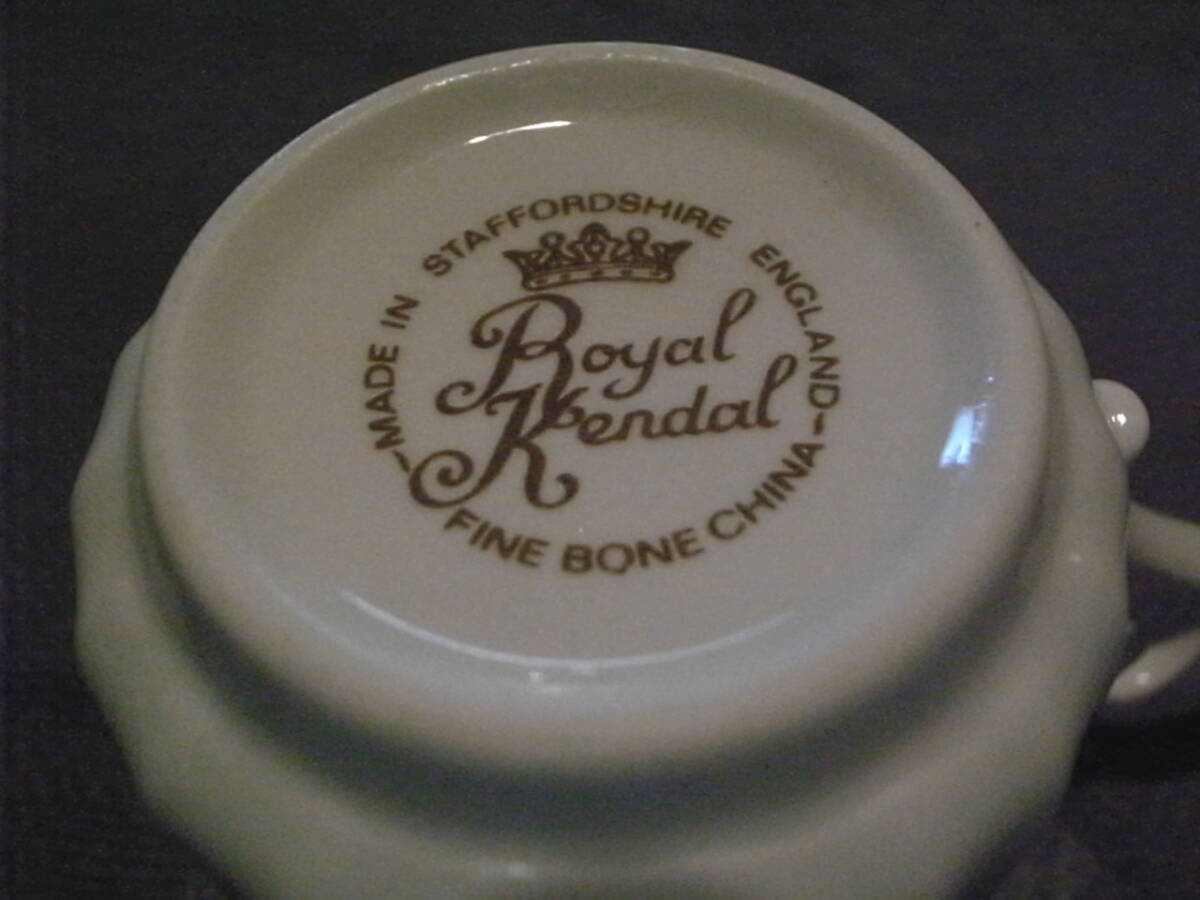 MADE IN STAFFORDSHIRE ENGLAND
Royal
Kendal
FINE BONE CHINA